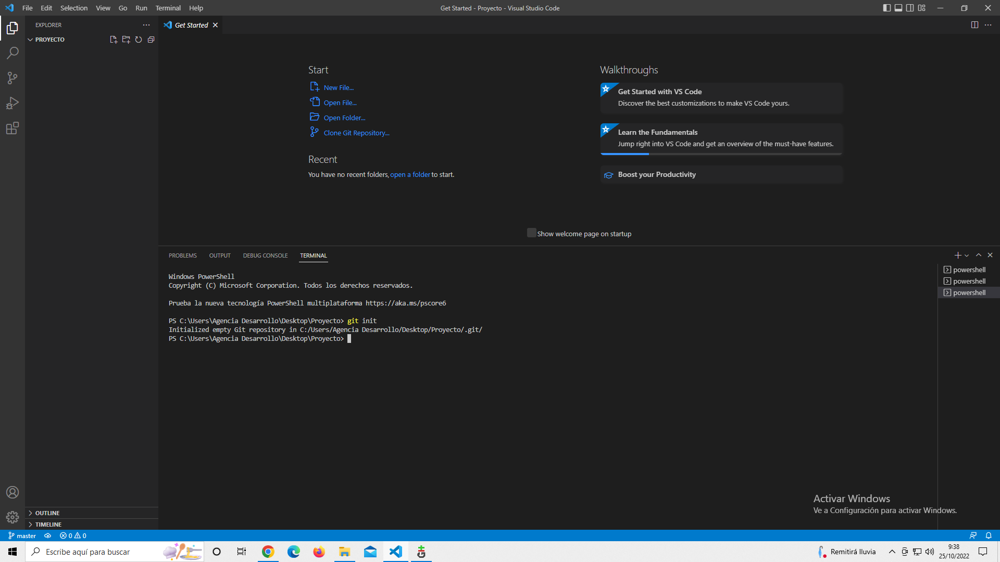 File Edit Selection View Go Run Terminal Help
Get Started - Proyecto - Visual Studio Code
EXPLORER
PROYECTO
Get Started
Start
New File...
Open File...
Open Folder...
Clone Git Repository...
Recent
You have no recent folders, open a folder to start.
Walkthroughs
Get Started with VS Code
Discover the best customizations to make VS Code yours.
Learn the Fundamentals
Jump right into VS Code and get an overview of the must-have features.
Boost your Productivity
Show welcome page on startup
PROBLEMS OUTPUT DEBUG CONSOLE TERMINAL
Windows PowerShell
Copyright (C) Microsoft Corporation. Todos los derechos reservados.
Prueba la nueva tecnología PowerShell multiplataforma https://aka.ms/pscore6
PS C:\Users\Agencia Desarrollo\Desktop\Proyecto> git init
Initialized empty Git repository in C:/Users/Agencia Desarrollo/Desktop/Proyecto/.git/
PS C:\Users\Agencia Desarrollo\Desktop\Proyecto>
powershell
powershell
powershell
Activar Windows
Ve a Configuración para activar Windows.
OUTLINE
TIMELINE
master 0 0
Escribe aquí para buscar
Remitirá lluvia
9:38
25/10/2022